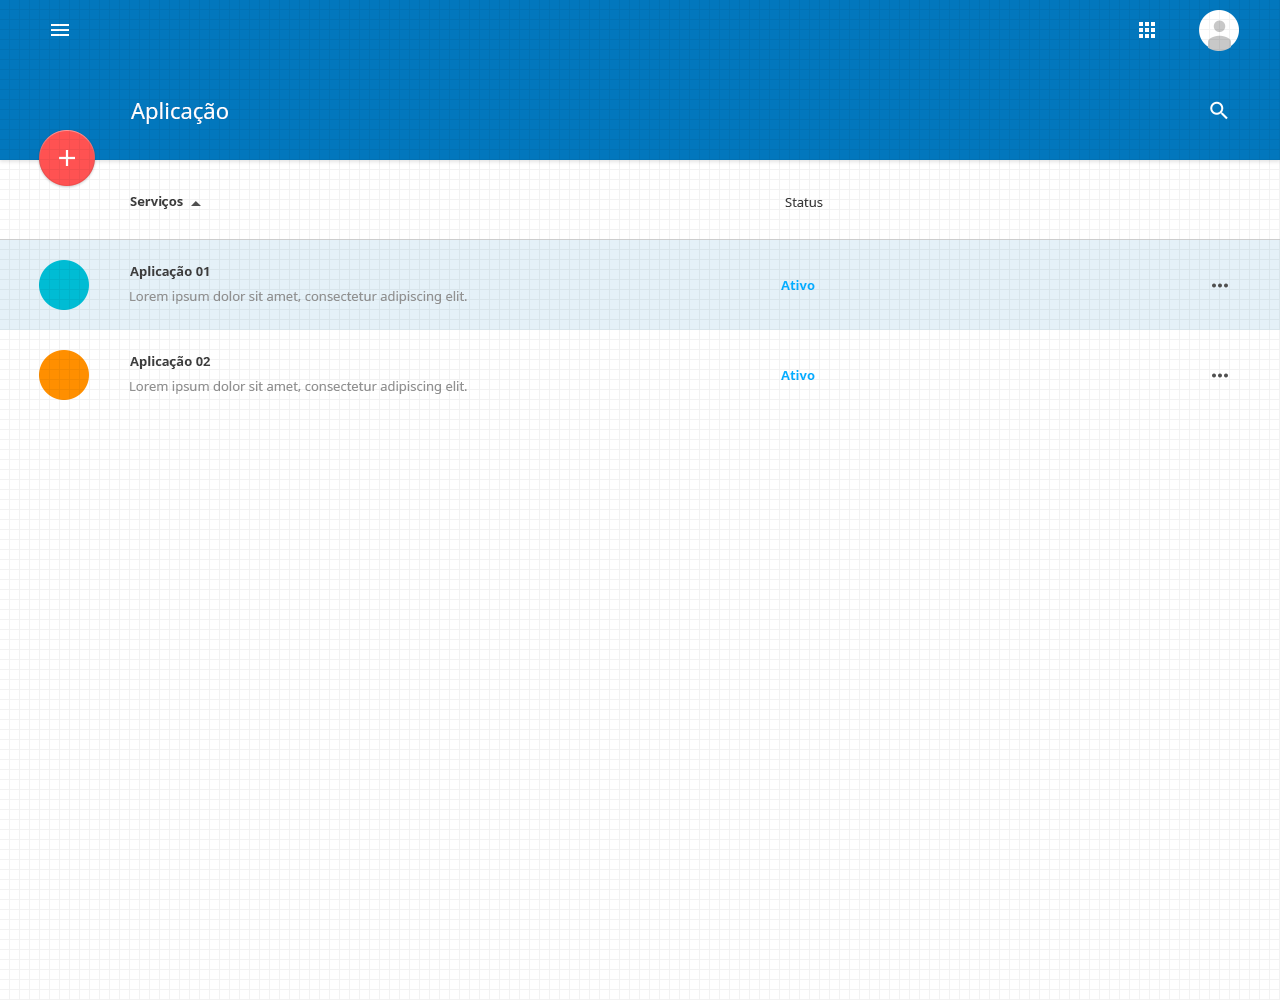 Aplicação
Serviços
Status
Aplicação 01
Lorem ipsum dolor sit amet, consectetur adipiscing elit.
Ativo
Aplicação 02
Lorem ipsum dolor sit amet, consectetur adipiscing elit.
Ativo